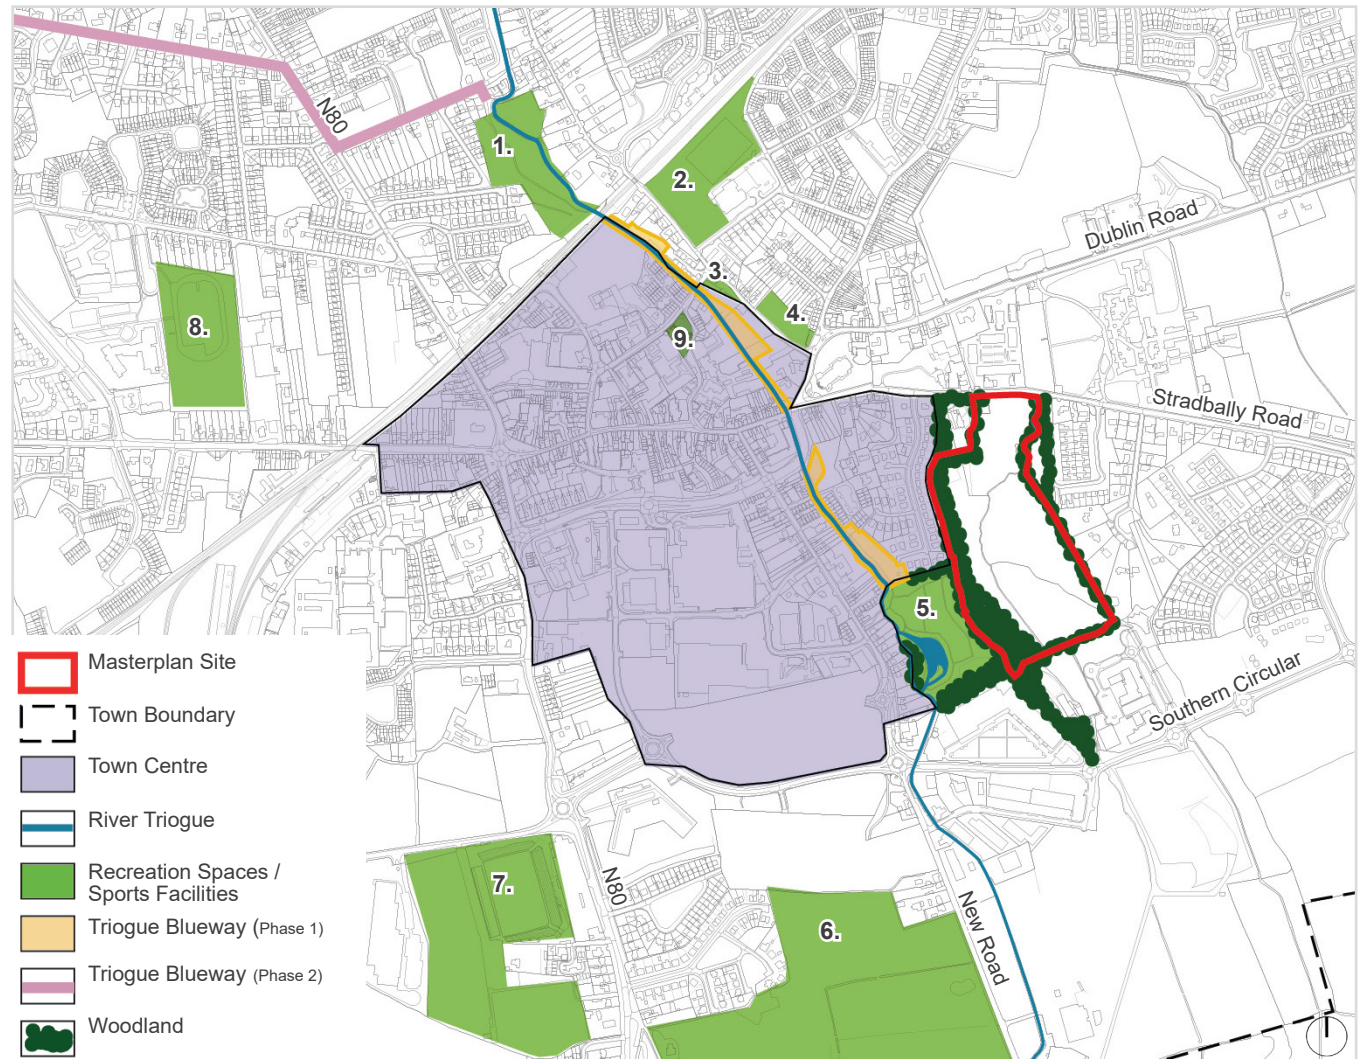 N80
1.
2.
Dublin Road
3.
4.
8.
9.
Stradbally Road
5.
Southern Circular
7.
N80
6.
New Road
Masterplan Site
Town Boundary
Town Centre
River Triogue
Recreation Spaces /
Sports Facilities
Triogue Blueway (Phase 1)
Triogue Blueway (Phase 2)
Woodland